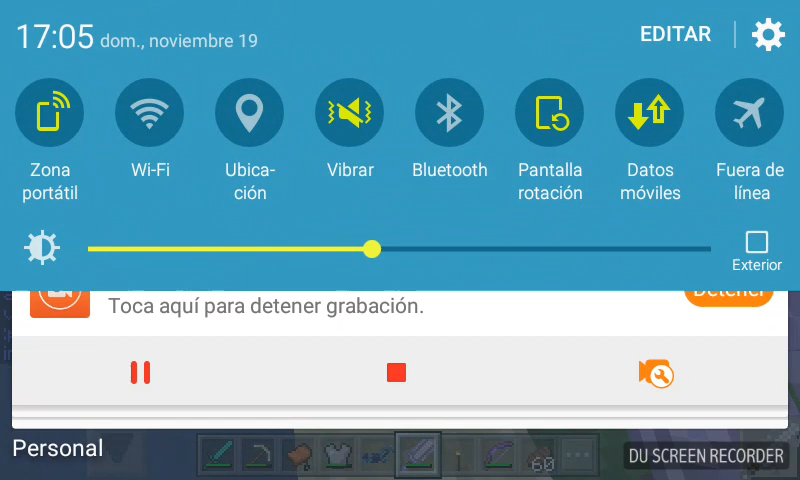 17:05 dom., noviembre 19
EDITAR
Zona
portátil
Wi-Fi
Ubica-
ción
Vibrar
Bluetooth
Pantalla
rotación
Datos
móviles
Fuera de
línea
Exterior
Toca aquí para detener grabación.
Detener
Personal
60
DU SCREEN RECORDER